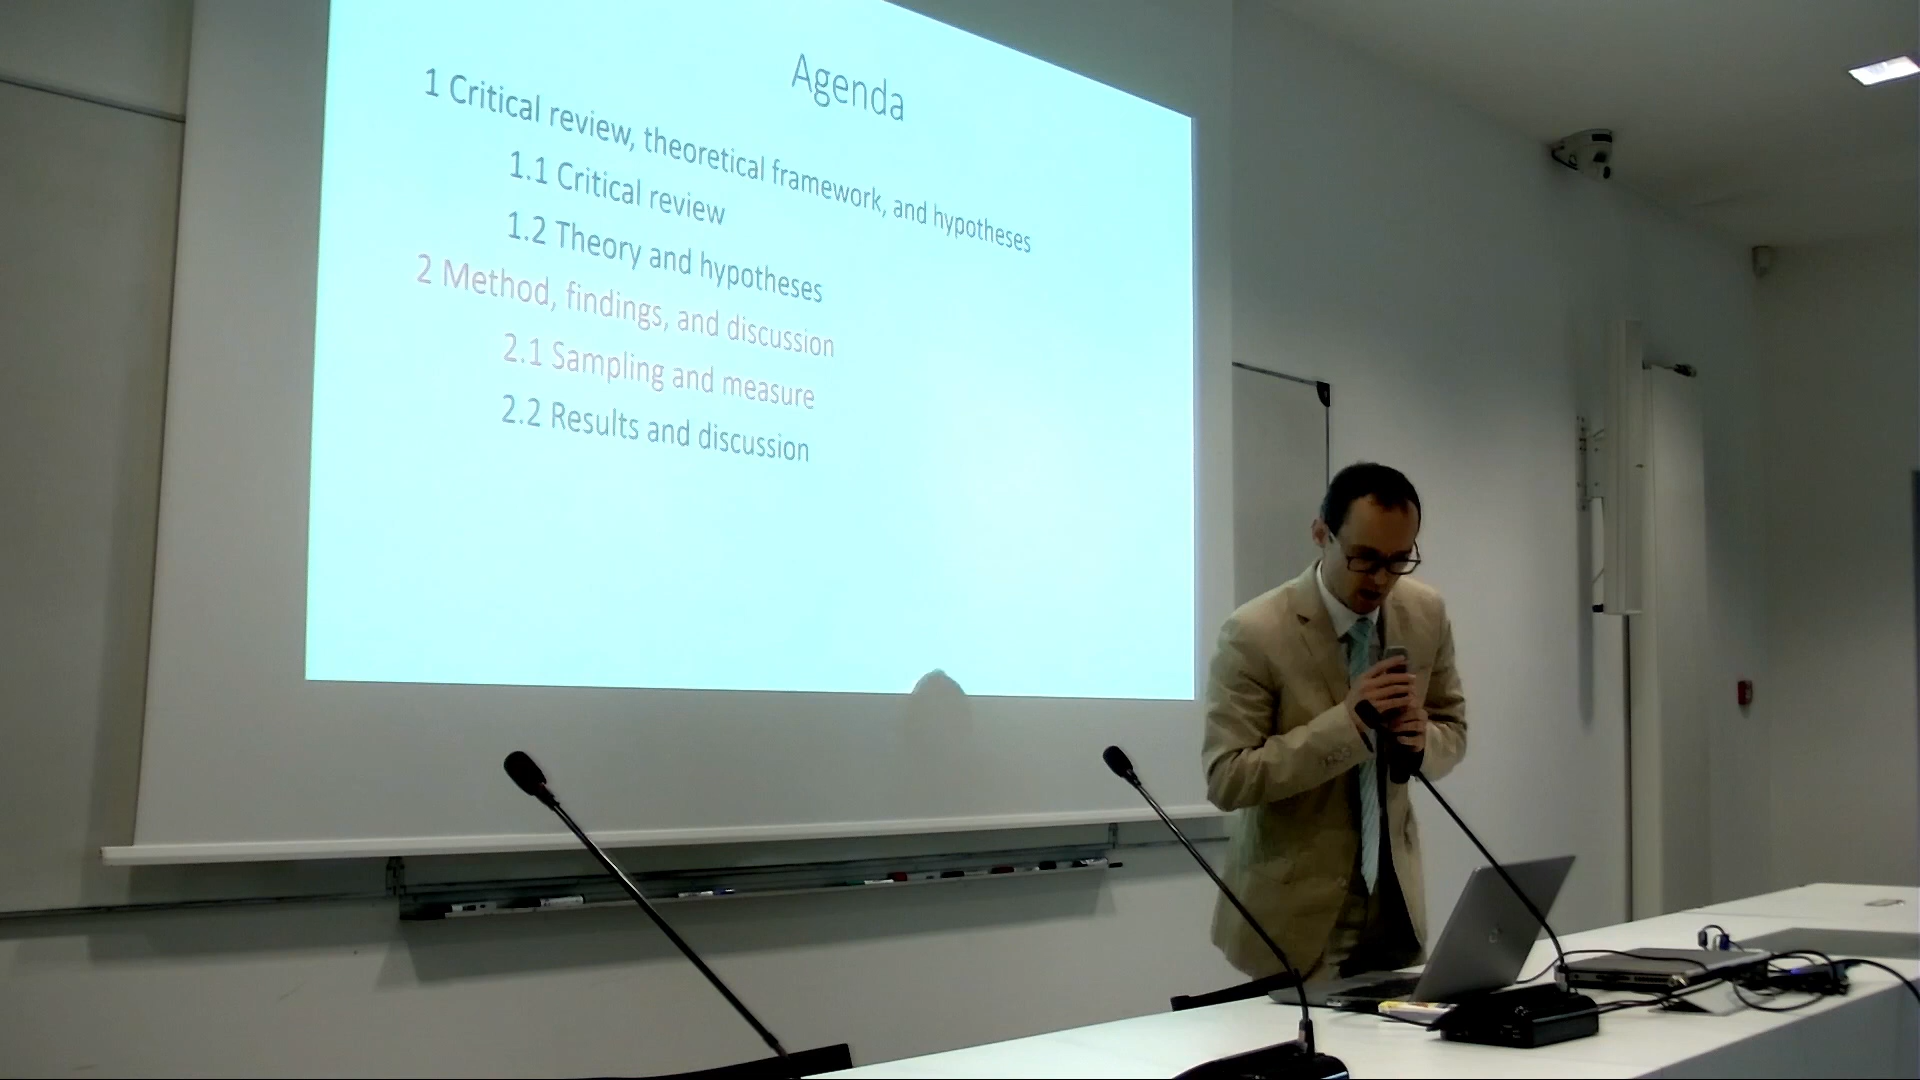 Agenda
1 Critical review, theoretical framework, and hypotheses
1.1 Critical review
1.2 Theory and hypotheses
2 Method, findings, and discussion
2.1 Sampling and measure
2.2 Results and discussion